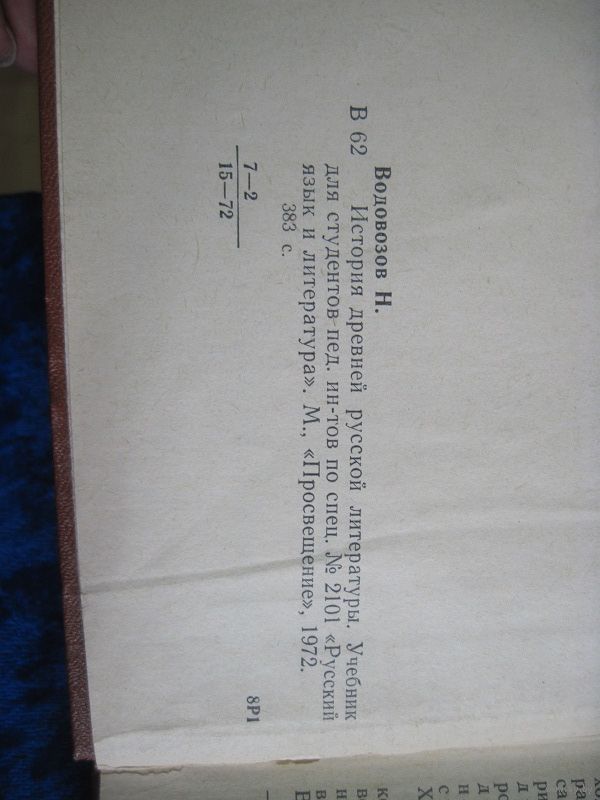 Водовозов Н.
В 62 История древней русской литературы. Учебник
для студентов пед. ин-тов по спец. № 2101 «Русский
язык и литература». М., «Просвещение», 1972.
383 с.
7—2
15—72
8Р1